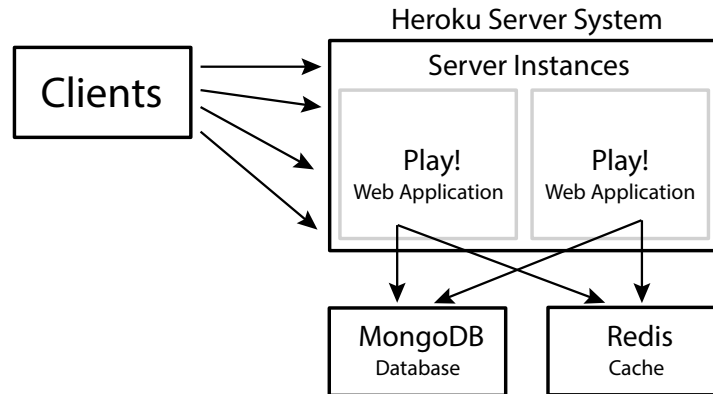 Heroku Server System
Clients
Server Instances
Play!
Web Application
Play!
Web Application
MongoDB
Database
Redis
Cache